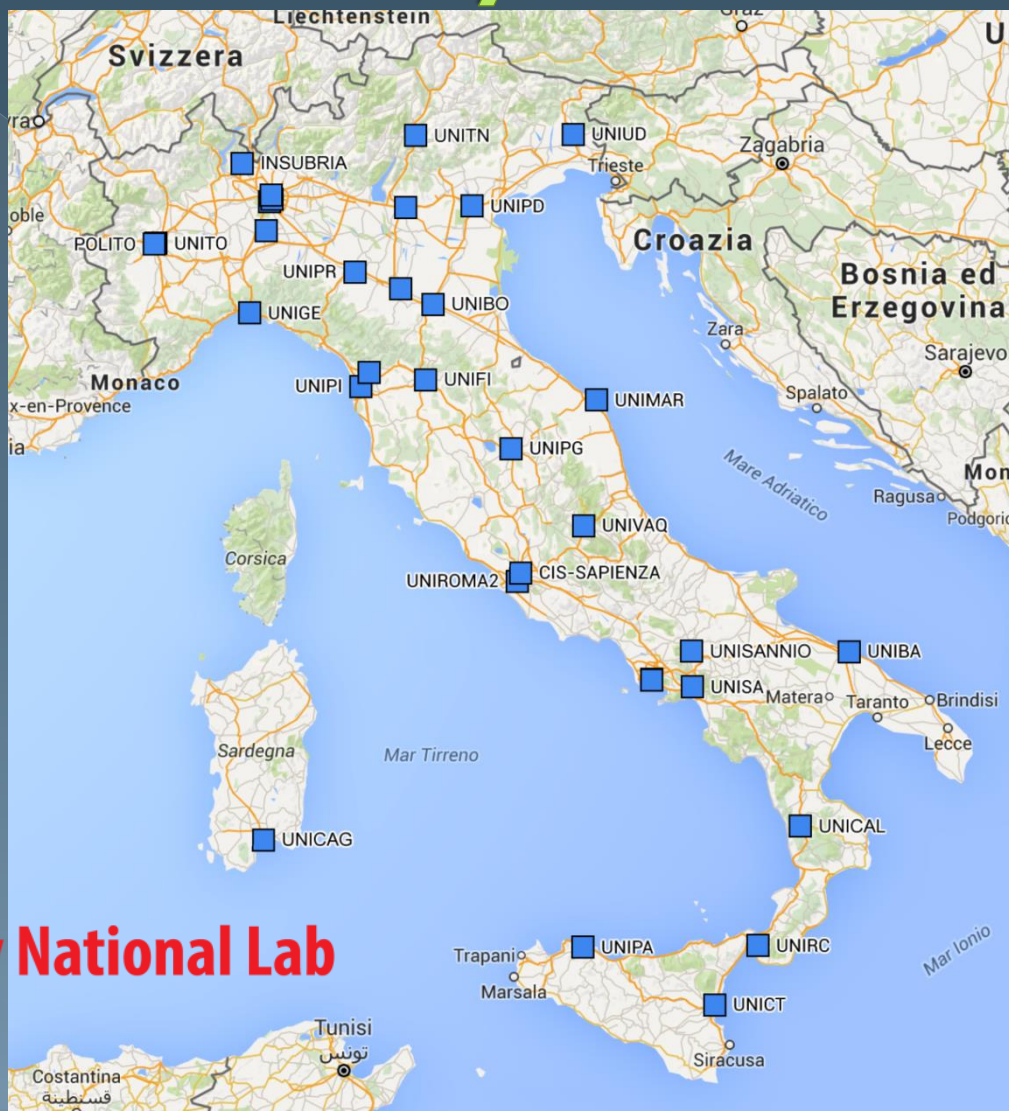 Liechtenstein
Graz
Svizzera
UNITN
UNIUD
Zagabria
INSUBRIA
Trieste
UNIPD
POLITO
UNITO
Croazia
UNIPR
Bosnia ed
Erzegovina
UNIGE
UNIBO
Zara
Sarajevo
Monaco
UNIPI
UNIFI
Spalato
x-en-Provence
UNIMAR
UNIPG
Mare Adriatico
Mon
Ragusa
Podgoric
UNIVAQ
Corsica
UNIROMA2
CIS-SAPIENZA
UNISANNIO
UNIBA
UNISA
Matera
Taranto
Brindisi
Lecce
Sardegna
Mar Tirreno
UNICAL
UNICAG
National Lab
Trapani
UNIPA
UNIRC
Mar Ionio
Marsala
UNICT
Tunisi
تونس
Siracusa
Costantina
قسنطينة